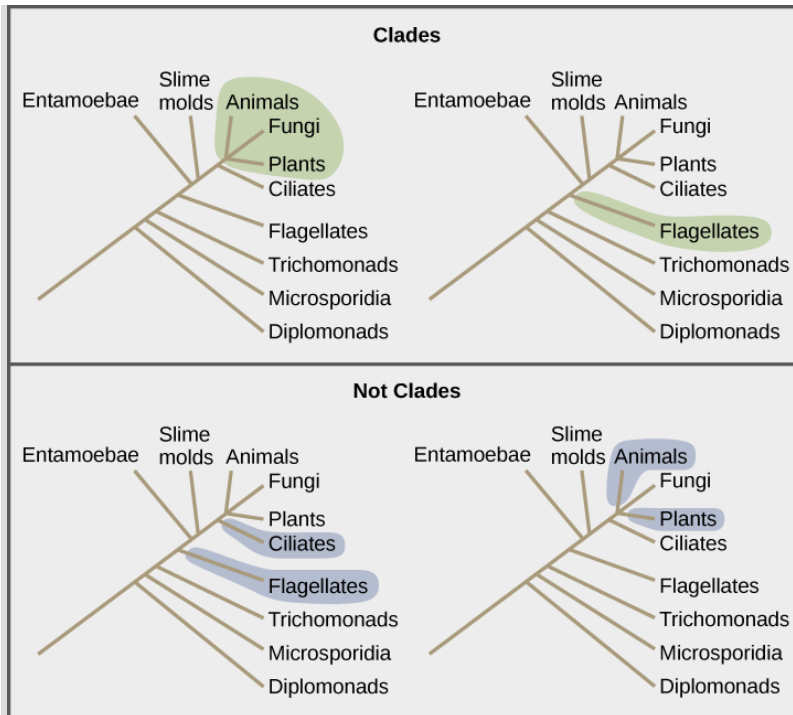 Clades
Entamoebae
Slime
molds
Animals
Fungi
Plants
Ciliates
Flagellates
Trichomonads
Microsporidia
Diplomonads
Entamoebae
Slime
molds
Animals
Fungi
Plants
Ciliates
Flagellates
Trichomonads
Microsporidia
Diplomonads
Not Clades
Entamoebae
Slime
molds
Animals
Fungi
Plants
Ciliates
Flagellates
Trichomonads
Microsporidia
Diplomonads
Entamoebae
Slime
molds
Animals
Fungi
Plants
Ciliates
Flagellates
Trichomonads
Microsporidia
Diplomonads